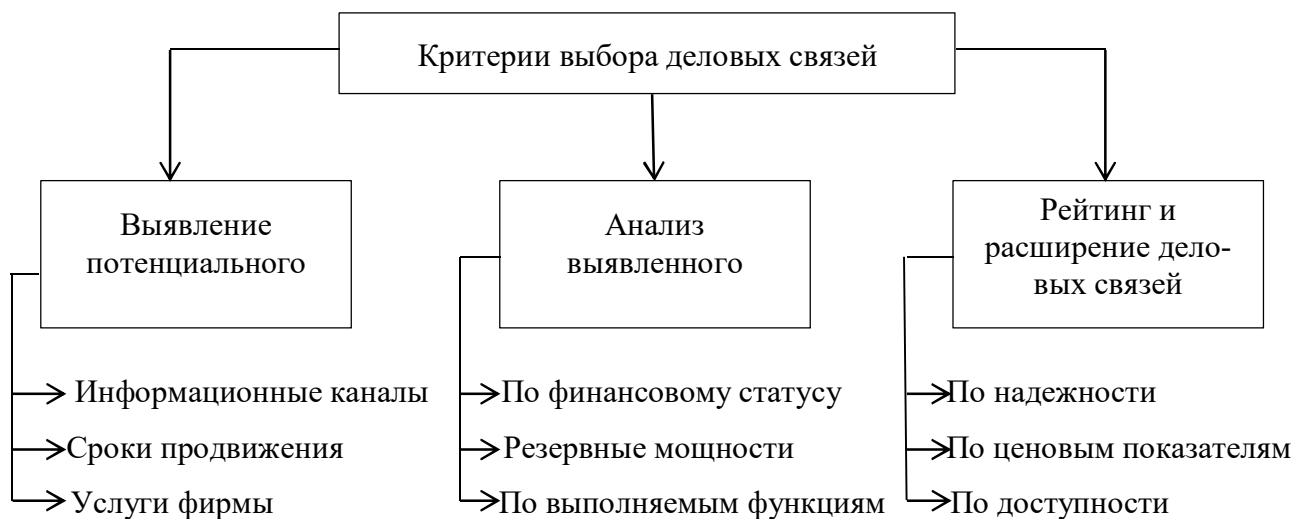 Критерии выбора деловых связей
Выявление
потенциального
Информационные каналы
Сроки продвижения
Услуги фирмы
Анализ
выявленного
По финансовому статусу
Резервные мощности
По выполняемым функциям
Рейтинг и
расширение дело-
вых связей
По надежности
По ценовым показателям
По доступности